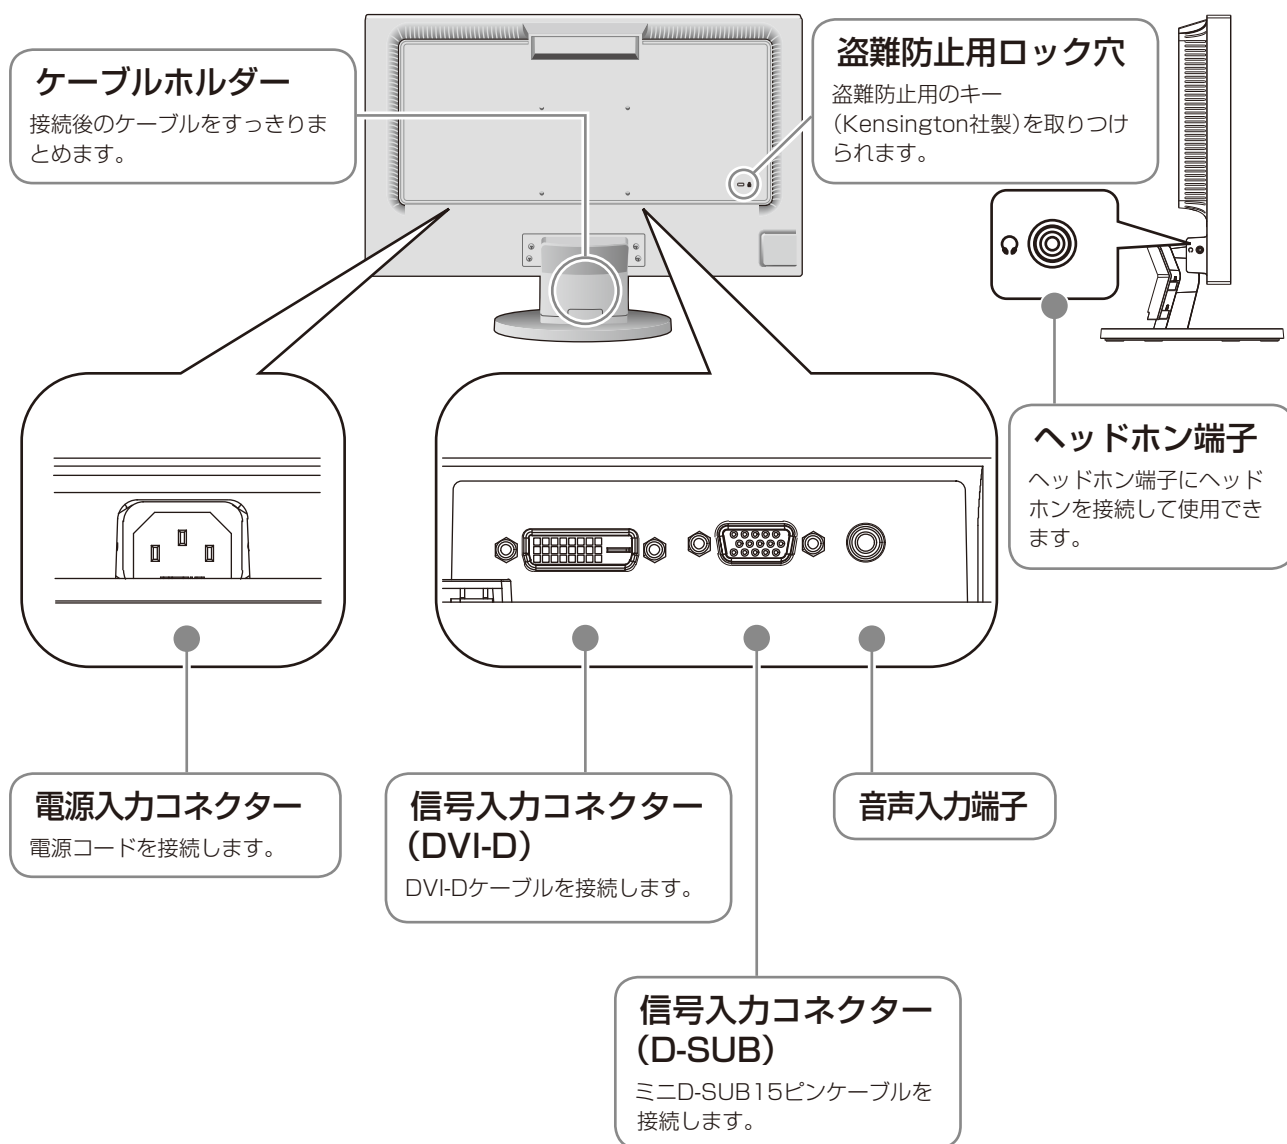 ケーブルホルダー
接続後のケーブルをすっきりま
とめます。
盗難防止用ロック穴
盗難防止用のキー
（Kensington社製）を取りつけ
られます。
ヘッドホン端子
ヘッドホン端子にヘッド
ホンを接続して使用でき
ます。
電源入力コネクター
電源コードを接続します。
信号入力コネクター
（DVI-D）
DVI-Dケーブルを接続します。
音声入力端子
信号入力コネクター
（D-SUB）
ミニD-SUB15ピンケーブルを
接続します。